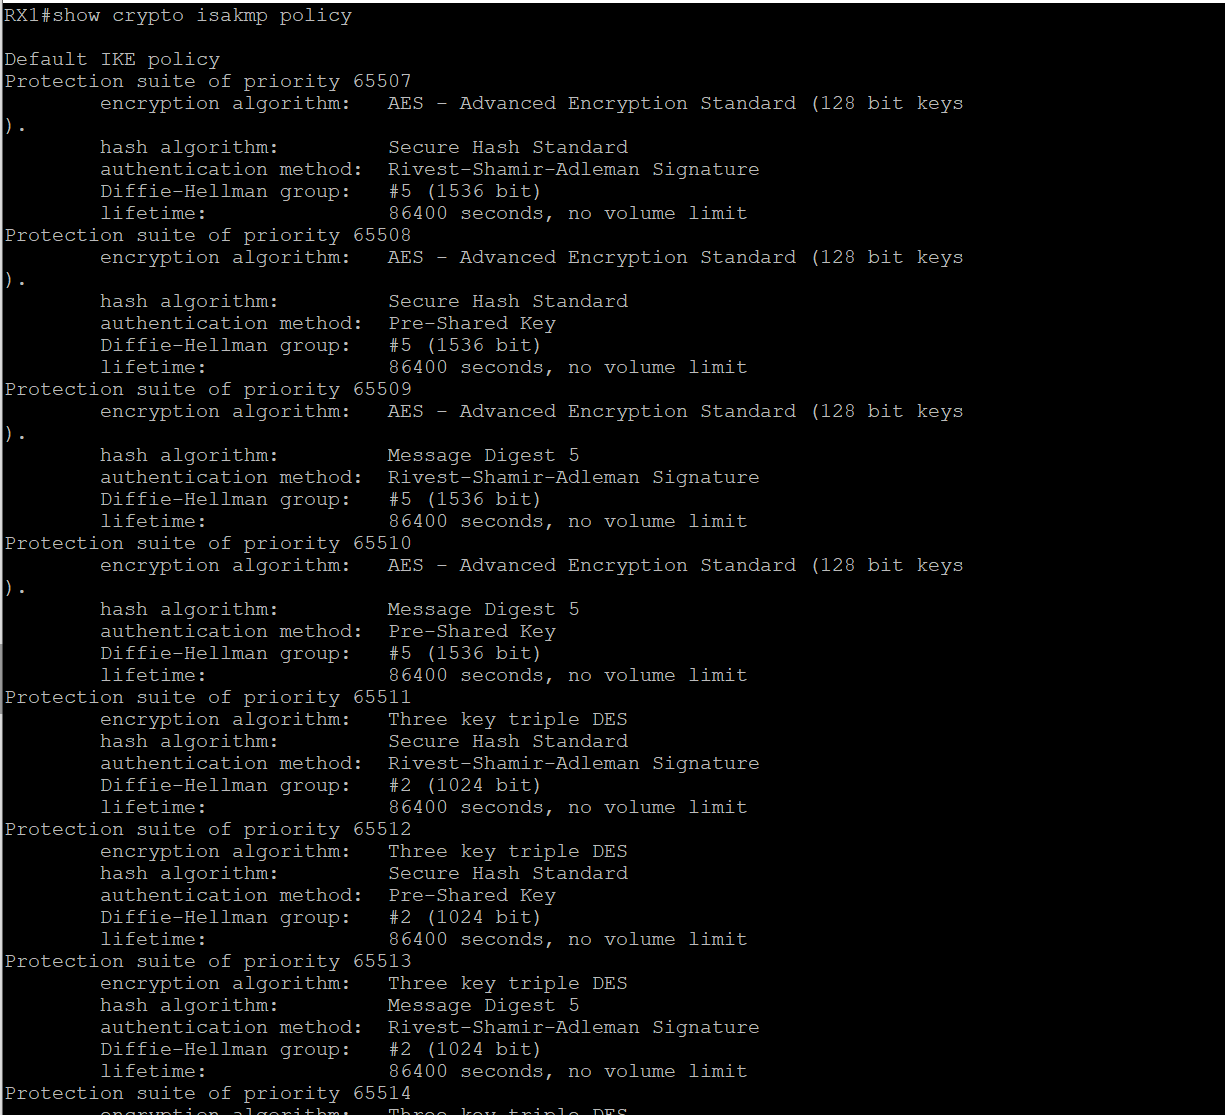 RX1#show crypto isakmp policy
Default IKE policy
Protection suite of priority 65507
encryption algorithm: AES - Advanced Encryption Standard (128 bit keys
).
hash algorithm: Secure Hash Standard
authentication method: Rivest-Shamir-Adleman Signature
Diffie-Hellman group: #5 (1536 bit)
lifetime: 86400 seconds, no volume limit
Protection suite of priority 65508
encryption algorithm: AES - Advanced Encryption Standard (128 bit keys
).
hash algorithm: Secure Hash Standard
authentication method: Pre-Shared Key
Diffie-Hellman group: #5 (1536 bit)
lifetime: 86400 seconds, no volume limit
Protection suite of priority 65509
encryption algorithm: AES - Advanced Encryption Standard (128 bit keys
).
hash algorithm: Message Digest 5
authentication method: Rivest-Shamir-Adleman Signature
Diffie-Hellman group: #5 (1536 bit)
lifetime: 86400 seconds, no volume limit
Protection suite of priority 65510
encryption algorithm: AES - Advanced Encryption Standard (128 bit keys
).
hash algorithm: Message Digest 5
authentication method: Pre-Shared Key
Diffie-Hellman group: #5 (1536 bit)
lifetime: 86400 seconds, no volume limit
Protection suite of priority 65511
encryption algorithm: Three key triple DES
hash algorithm: Secure Hash Standard
authentication method: Rivest-Shamir-Adleman Signature
Diffie-Hellman group: #2 (1024 bit)
lifetime: 86400 seconds, no volume limit
Protection suite of priority 65512
encryption algorithm: Three key triple DES
hash algorithm: Secure Hash Standard
authentication method: Pre-Shared Key
Diffie-Hellman group: #2 (1024 bit)
lifetime: 86400 seconds, no volume limit
Protection suite of priority 65513
encryption algorithm: Three key triple DES
hash algorithm: Message Digest 5
authentication method: Rivest-Shamir-Adleman Signature
Diffie-Hellman group: #2 (1024 bit)
lifetime: 86400 seconds, no volume limit
Protection suite of priority 65514
encryption algorithm: Three key triple DES